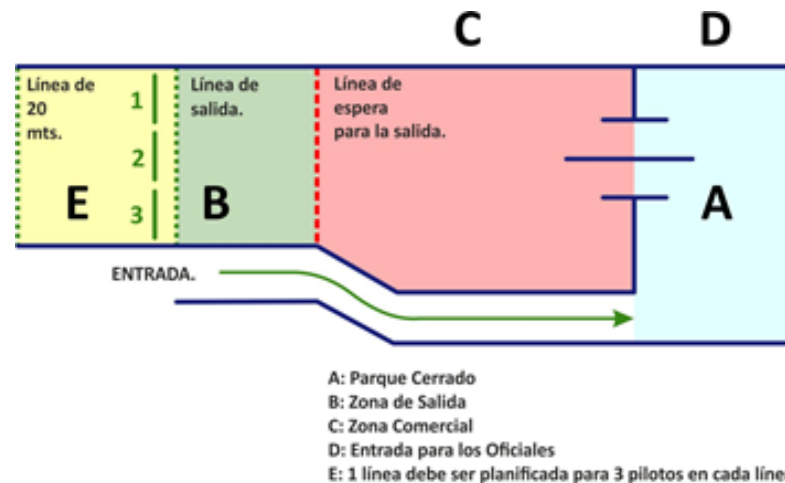 C
D
Línea de
20
mts.
1
2
3
E
Línea de
salida.
B
Línea de
espera
para la salida.
A
ENTRADA.
A: Parque Cerrado
B: Zona de Salida
C: Zona Comercial
D: Entrada para los Oficiales
E: 1 línea debe ser planificada para 3 pilotos en cada líne